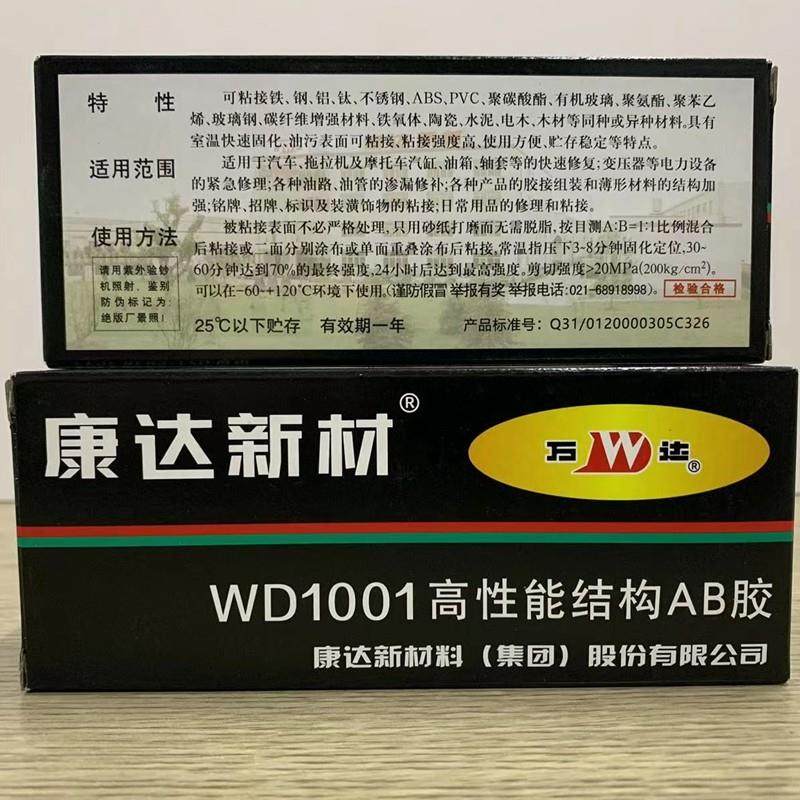 特 性
可粘接铁、钢、铝、钛、不锈钢、ABS、PVC、聚碳酸酯、有机玻璃、聚氨酯、聚苯乙
烯、玻璃钢、碳纤维增强材料、铁氧体、陶瓷、水泥、电木、木材等同种或异种材料。具有
室温快速固化、油污表面可粘接、粘接强度高、使用方便、贮存稳定等特点。
适用范围
适用于汽车、拖拉机及摩托车汽缸、油箱、轴套等的快速修复;变压器等电力设备
的紧急修理;各种油路、油管的渗漏修补;各种产品的胶接组装和薄形材料的结构加
强;铭牌、招牌、标识及装潢饰物的粘接;日常用品的修理和粘接。
使用方法
被粘接表面不必严格处理,只用砂纸打磨而无需脱脂,按目测A:B=1:1比例混合
后粘接或二面分别涂布或单面重叠涂布后粘接,常温指压下3~8分钟固化定位,30~
60分钟达到70%的最终强度,24小时后达到最高强度。剪切强度>20MPa(200kg/cm²)。
可以在-60~+120℃环境下使用。(谨防假冒 举报有奖 举报电话:021-68918998)。
检验合格
请用紫外验钞
机照射、鉴别
防伪标记为:
绝版厂景照!
25℃以下贮存 有效期一年 产品标准号: Q31/0120000305C326
康达新材®
万W达®
WD1001高性能结构AB胶
康达新材料(集团)股份有限公司